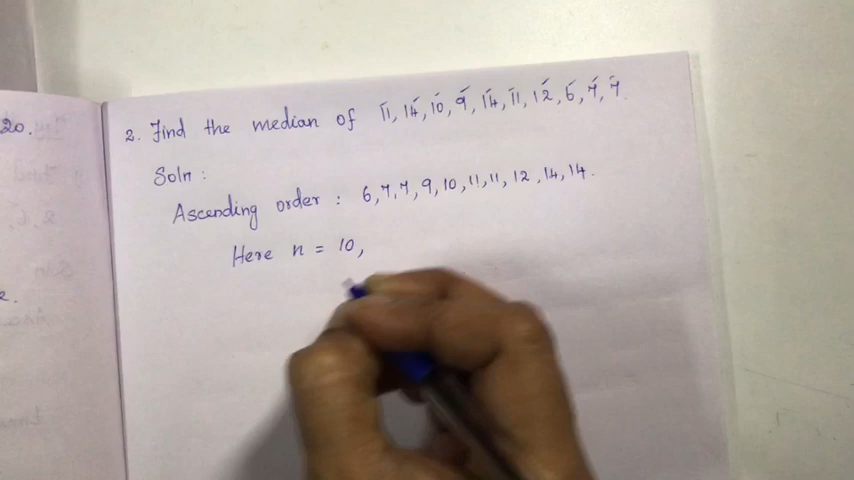 20.
2. Find the median of 11, 14, 10, 9, 14, 11, 12, 6, 7, 7.
Soln :
Ascending order : 6, 7, 7, 9, 10, 11, 11, 12, 14, 14.
Here n = 10,